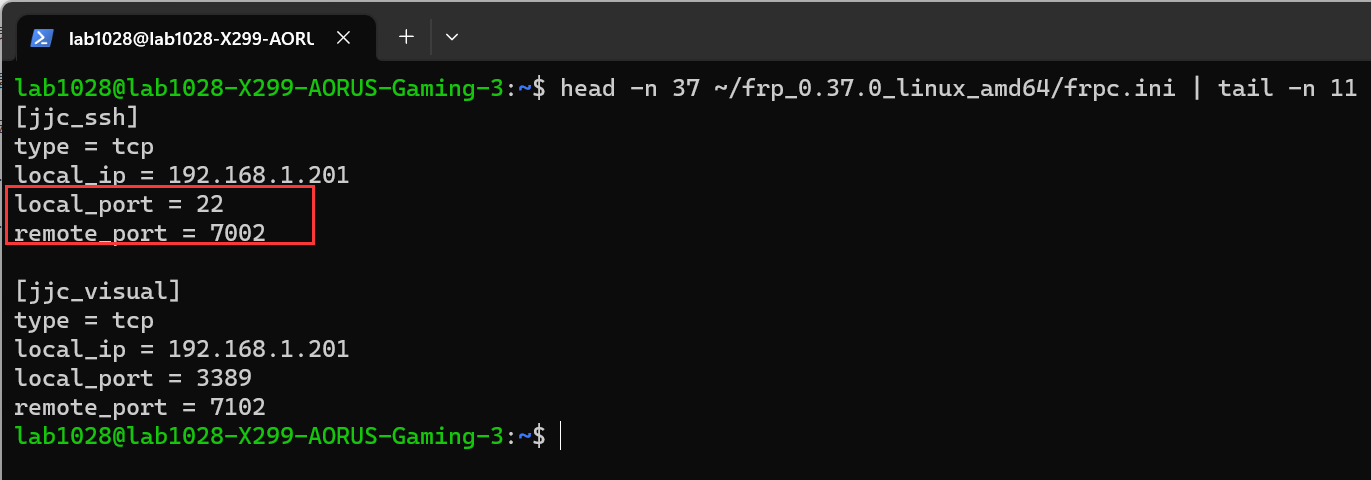 lab1028@lab1028-X299-AORU
lab1028@lab1028-X299-AORUS-Gaming-3:~$ head -n 37 ~/frp_0.37.0_linux_amd64/frpc.ini | tail -n 11
[jjc_ssh]
type = tcp
local_ip = 192.168.1.201
local_port = 22
remote_port = 7002
[jjc_visual]
type = tcp
local_ip = 192.168.1.201
local_port = 3389
remote_port = 7102
lab1028@lab1028-X299-AORUS-Gaming-3:~$